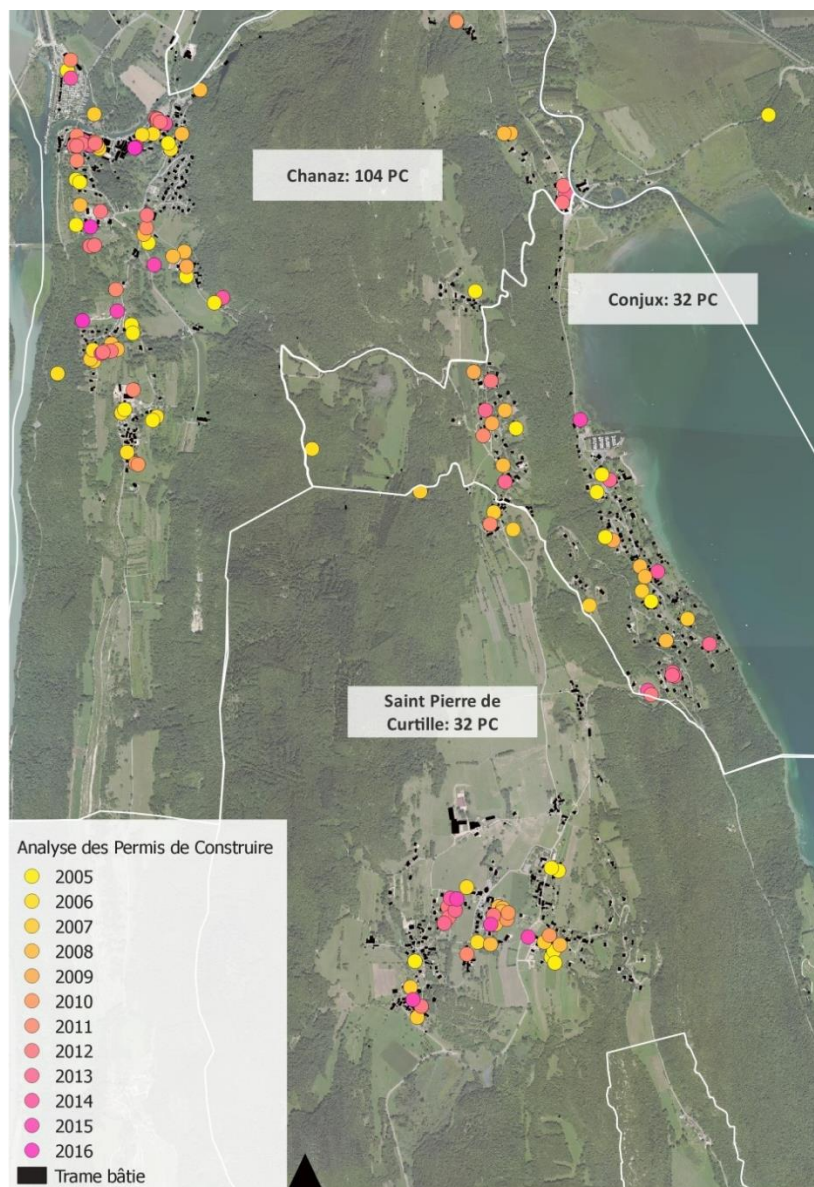 Chanaz: 104 PC
Conjux: 32 PC
Saint Pierre de
Curtille: 32 PC
Analyse des Permis de Construire
2005
2006
2007
2008
2009
2010
2011
2012
2013
2014
2015
2016
Trame bâtie